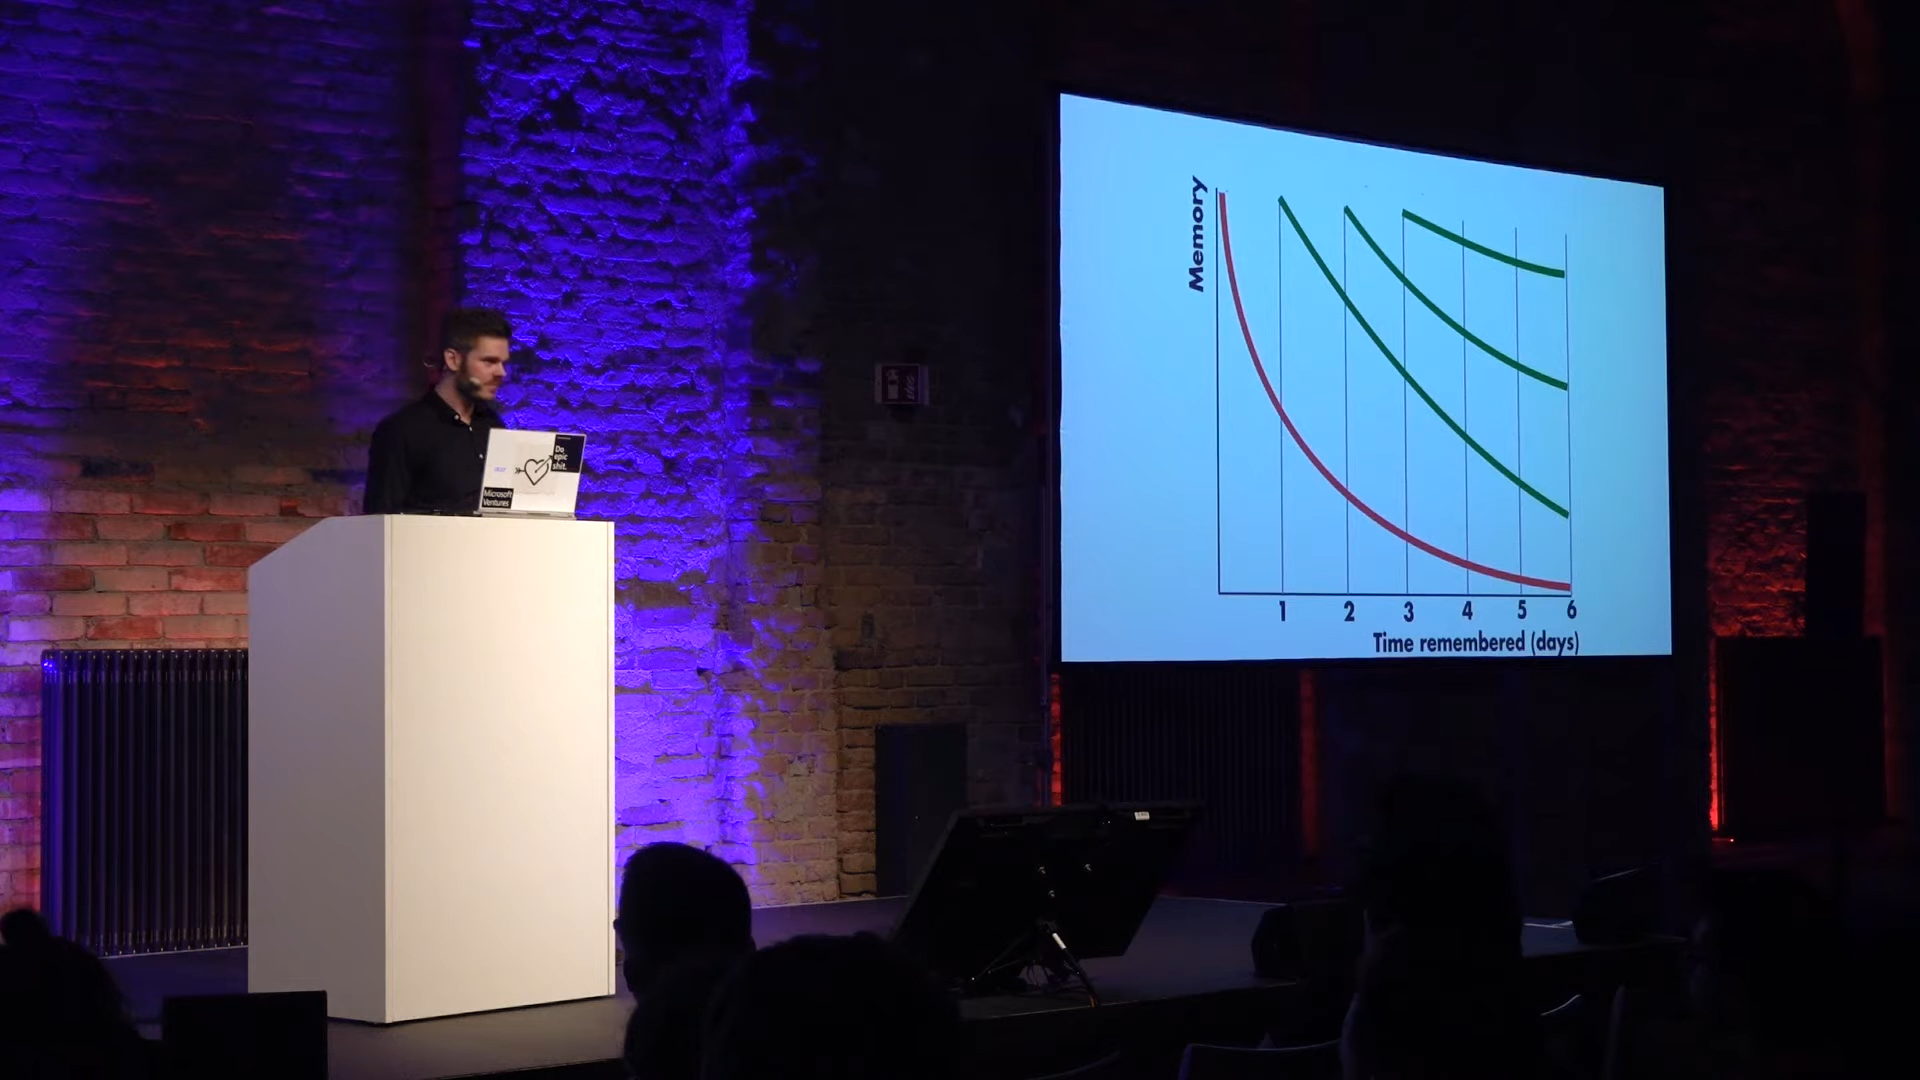 Memory
1 2 3 4 5 6
Time remembered (days)
Do
epic
shit.
Microsoft
Ventures